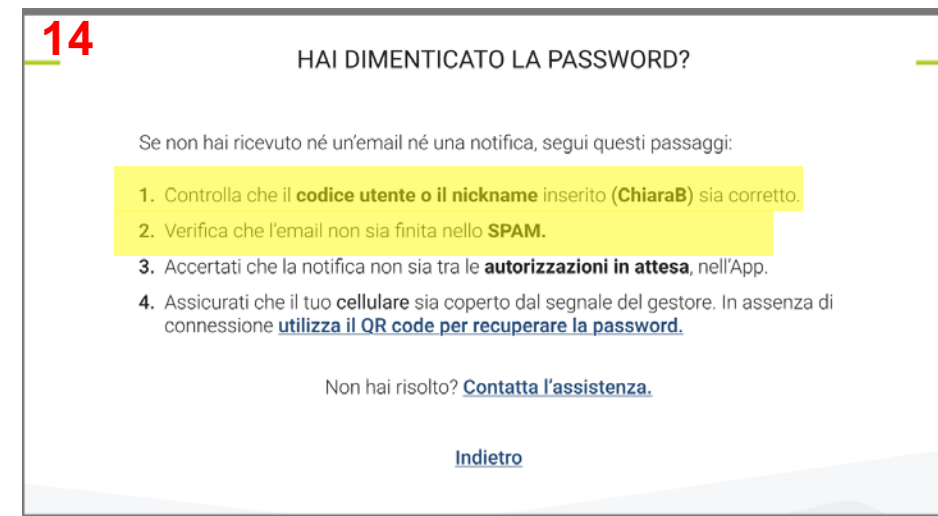 14
HAI DIMENTICATO LA PASSWORD?
Se non hai ricevuto né un'email né una notifica, segui questi passaggi:
1. Controlla che il codice utente o il nickname inserito (ChiaraB) sia corretto.
2. Verifica che l'email non sia finita nello SPAM.
3. Accertati che la notifica non sia tra le autorizzazioni in attesa, nell'App.
4. Assicurati che il tuo cellulare sia coperto dal segnale del gestore. In assenza di
connessione utilizza il QR code per recuperare la password.
Non hai risolto? Contatta l'assistenza.
Indietro